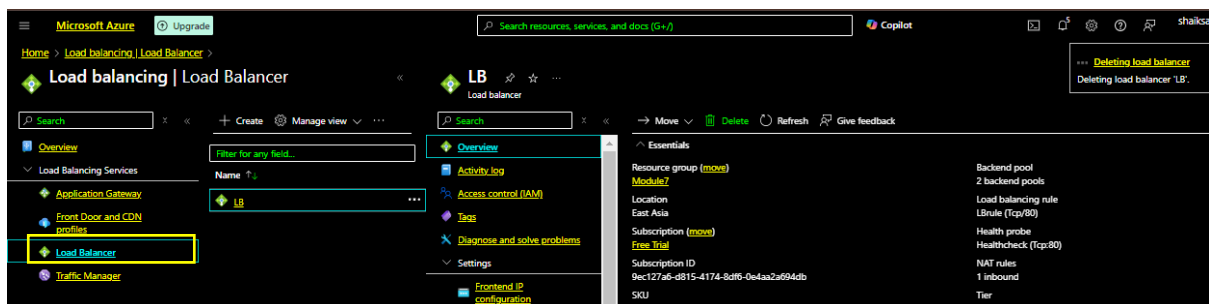 Microsoft Azure
Upgrade
Search resources, services, and docs (G+/)
Copilot
5
shaiksa
Home > Load balancing | Load Balancer >
Load balancing | Load Balancer
LB
Load balancer
Deleting load balancer
Deleting load balancer 'LB'.
Search
Create
Manage view
Search
Move
Delete
Refresh
Give feedback
Overview
Load Balancing Services
Application Gateway
Front Door and CDN
profiles
Load Balancer
Traffic Manager
Filter for any field...
Name
LB
Overview
Activity log
Access control (IAM)
Tags
Diagnose and solve problems
Settings
Frontend IP
configuration
Essentials
Resource group (move)
Module7
Location
East Asia
Subscription (move)
Free Trial
Subscription ID
9ec127a6-d815-4174-8df6-0e4aa2a694db
SKU
Backend pool
2 backend pools
Load balancing rule
LBrule (Tcp/80)
Health probe
Healthcheck (Tcp:80)
NAT rules
1 inbound
Tier